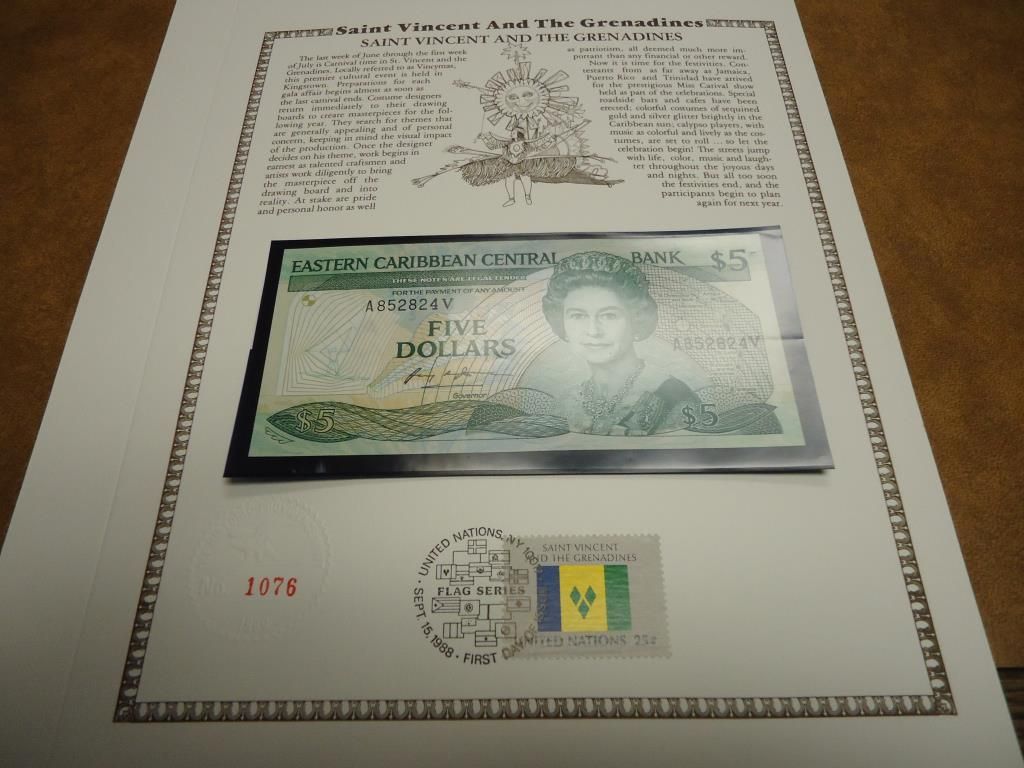 Saint Vincent And The Grenadines
SAINT VINCENT AND THE GRENADINES
The last week of June through the first week
of July is Carnival time in St. Vincent and the
Grenadines. Locally referred to as Vincymas,
this premier cultural event is held in
Kingstown. Preparations for each
gala affair begins almost as soon as
the last carnival ends. Costume designers
return immediately to their drawing
boards to create masterpieces for the fol-
lowing year. They search for themes that
are generally appealing and of personal
concern, keeping in mind the visual impact
of the production. Once the designer
decides on his theme, work begins in
earnest as talented craftsmen and
artists work diligently to bring
the masterpiece off the
drawing board and into
reality. At stake are pride
and personal honor as well
as patriotism, all deemed much more im-
portant than any financial or other reward.
Now it is time for the festivities. Con-
testants from as far away as Jamaica,
Puerto Rico and Trinidad have arrived
for the prestigious Miss Carival show
held as part of the celebrations. Special
roadside bars and cafes have been
erected; colorful costumes of sequined
gold and silver glitter brightly in the
Caribbean sun; calypso players, with
music as colorful and lively as the cos-
tumes, are set to roll ... so let the
celebration begin! The streets jump
with life, color, music and laugh-
ter throughout the joyous days
and nights. But all too soon
the festivities end, and the
participants begin to plan
again for next year.
EASTERN CARIBBEAN CENTRAL BANK $5
THESE NOTES ARE LEGAL TENDER
FOR THE PAYMENT OF ANY AMOUNT
A852824V
A852824V
FIVE
DOLLARS
Governor
$5 $5
No. 1076
UNITED NATIONS, NY
FLAG SERIES
SEPT. 15, 1988 · FIRST DAY OF ISSUE
SAINT VINCENT
AND THE GRENADINES
UNITED NATIONS 25¢